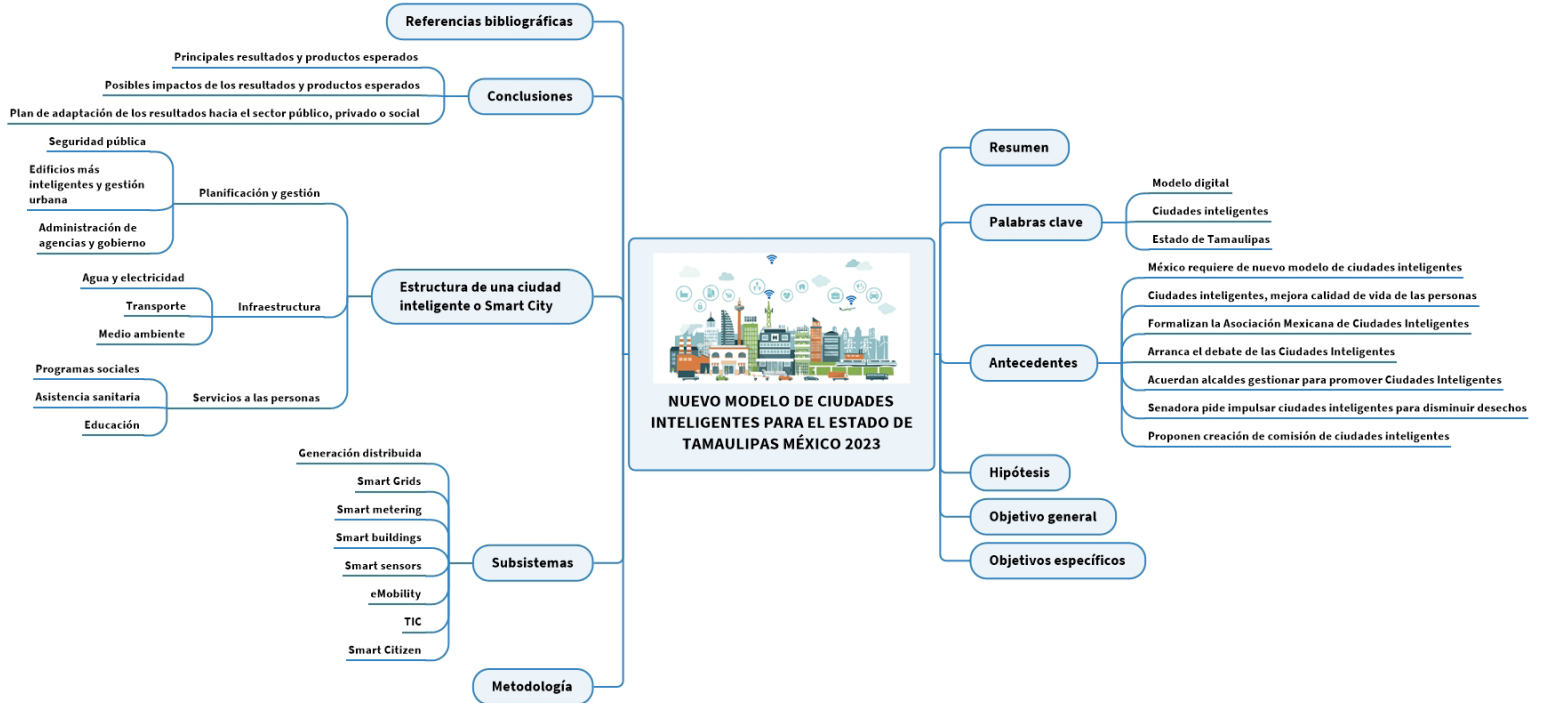 Referencias bibliográficas
Principales resultados y productos esperados
Posibles impactos de los resultados y productos esperados
Plan de adaptación de los resultados hacia el sector público, privado o social
Conclusiones
Seguridad pública
Edificios más
inteligentes y gestión
urbana
Administración de
agencias y gobierno
Planificación y gestión
Agua y electricidad
Transporte
Medio ambiente
Infraestructura
Programas sociales
Asistencia sanitaria
Educación
Servicios a las personas
Estructura de una ciudad
inteligente o Smart City
Generación distribuida
Smart Grids
Smart metering
Smart buildings
Smart sensors
eMobility
TIC
Smart Citizen
Subsistemas
Metodología
NUEVO MODELO DE CIUDADES
INTELIGENTES PARA EL ESTADO DE
TAMAULIPAS MÉXICO 2023
Resumen
Palabras clave
Modelo digital
Ciudades inteligentes
Estado de Tamaulipas
Antecedentes
México requiere de nuevo modelo de ciudades inteligentes
Ciudades inteligentes, mejora calidad de vida de las personas
Formalizan la Asociación Mexicana de Ciudades Inteligentes
Arranca el debate de las Ciudades Inteligentes
Acuerdan alcaldes gestionar para promover Ciudades Inteligentes
Senadora pide impulsar ciudades inteligentes para disminuir desechos
Proponen creación de comisión de ciudades inteligentes
Hipótesis
Objetivo general
Objetivos específicos